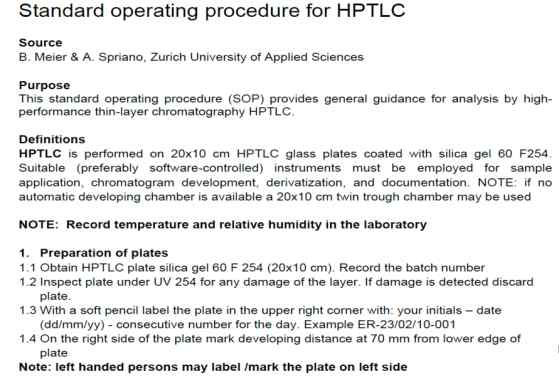 Standard operating procedure for HPTLC
Source
B. Meier & A. Spriano, Zurich University of Applied Sciences
Purpose
This standard operating procedure (SOP) provides general guidance for analysis by high-
performance thin-layer chromatography HPTLC.
Definitions
HPTLC is performed on 20x10 cm HPTLC glass plates coated with silica gel 60 F254.
Suitable (preferably software-controlled) instruments must be employed for sample
application, chromatogram development, derivatization, and documentation. NOTE: if no
automatic developing chamber is available a 20x10 cm twin trough chamber may be used
NOTE: Record temperature and relative humidity in the laboratory
1. Preparation of plates
1.1 Obtain HPTLC plate silica gel 60 F 254 (20x10 cm). Record the batch number
1.2 Inspect plate under UV 254 for any damage of the layer. If damage is detected discard
plate.
1.3 With a soft pencil label the plate in the upper right corner with: your initials – date
(dd/mm/yy) - consecutive number for the day. Example ER-23/02/10-001
1.4 On the right side of the plate mark developing distance at 70 mm from lower edge of
plate
Note: left handed persons may label /mark the plate on left side